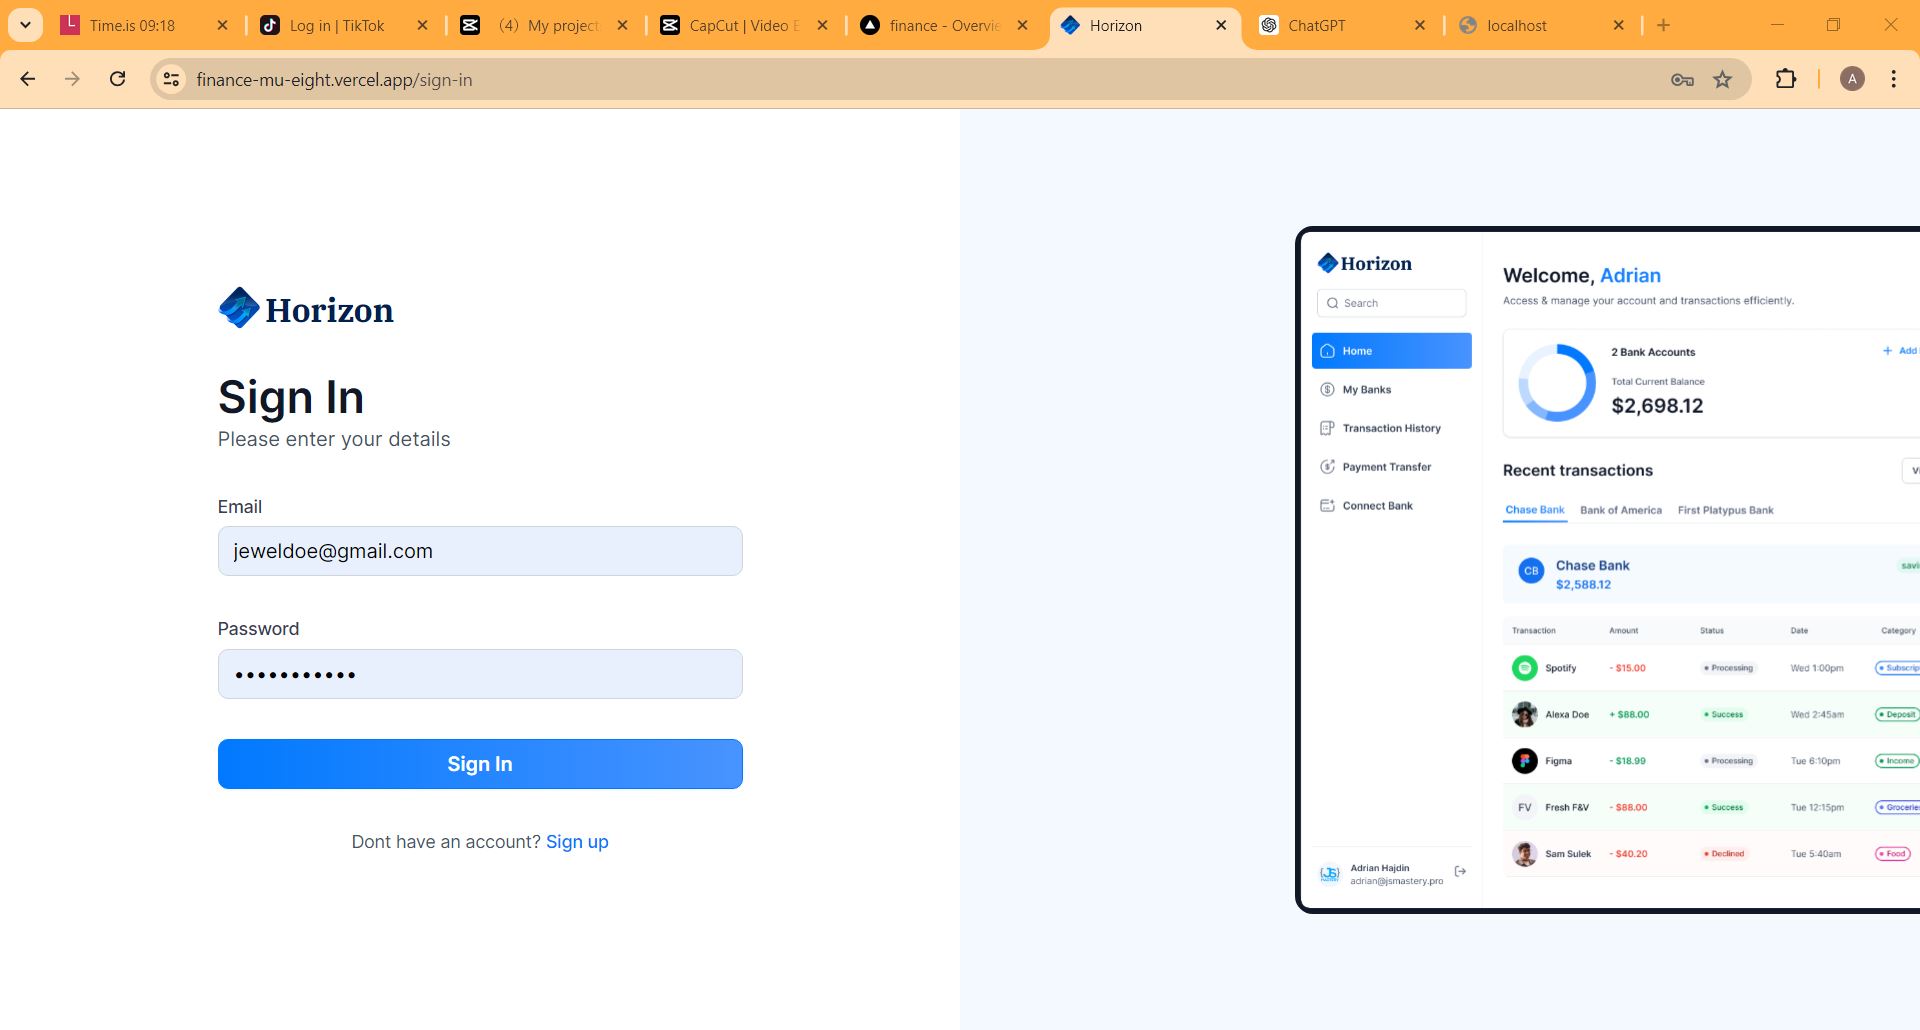 Time.is 09:18
Log in | TikTok
(4) My project
CapCut | Video E
finance - Overvie
Horizon
ChatGPT
localhost
finance-mu-eight.vercel.app/sign-in
A
Horizon
Sign In
Please enter your details
Email
jeweldoe@gmail.com
Password
•••••••••••
Sign In
Dont have an account? Sign up
Horizon
Search
Home
My Banks
Transaction History
Payment Transfer
Connect Bank
Adrian Hajdin
adrian@jsmastery.pro
JS
Welcome, Adrian
Access & manage your account and transactions efficiently.
2 Bank Accounts
+ Add
Total Current Balance
$2,698.12
Recent transactions
Chase Bank Bank of America First Platypus Bank
CB Chase Bank
$2,588.12
savi
Transaction Amount Status Date Category
Spotify - $15.00 Processing Wed 1:00pm Subscrip
Alexa Doe + $88.00 Success Wed 2:45am Deposit
Figma - $18.99 Processing Tue 6:10pm Income
FV Fresh F&V - $88.00 Success Tue 12:15pm Groceries
Sam Sulek - $40.20 Declined Tue 5:40am Food